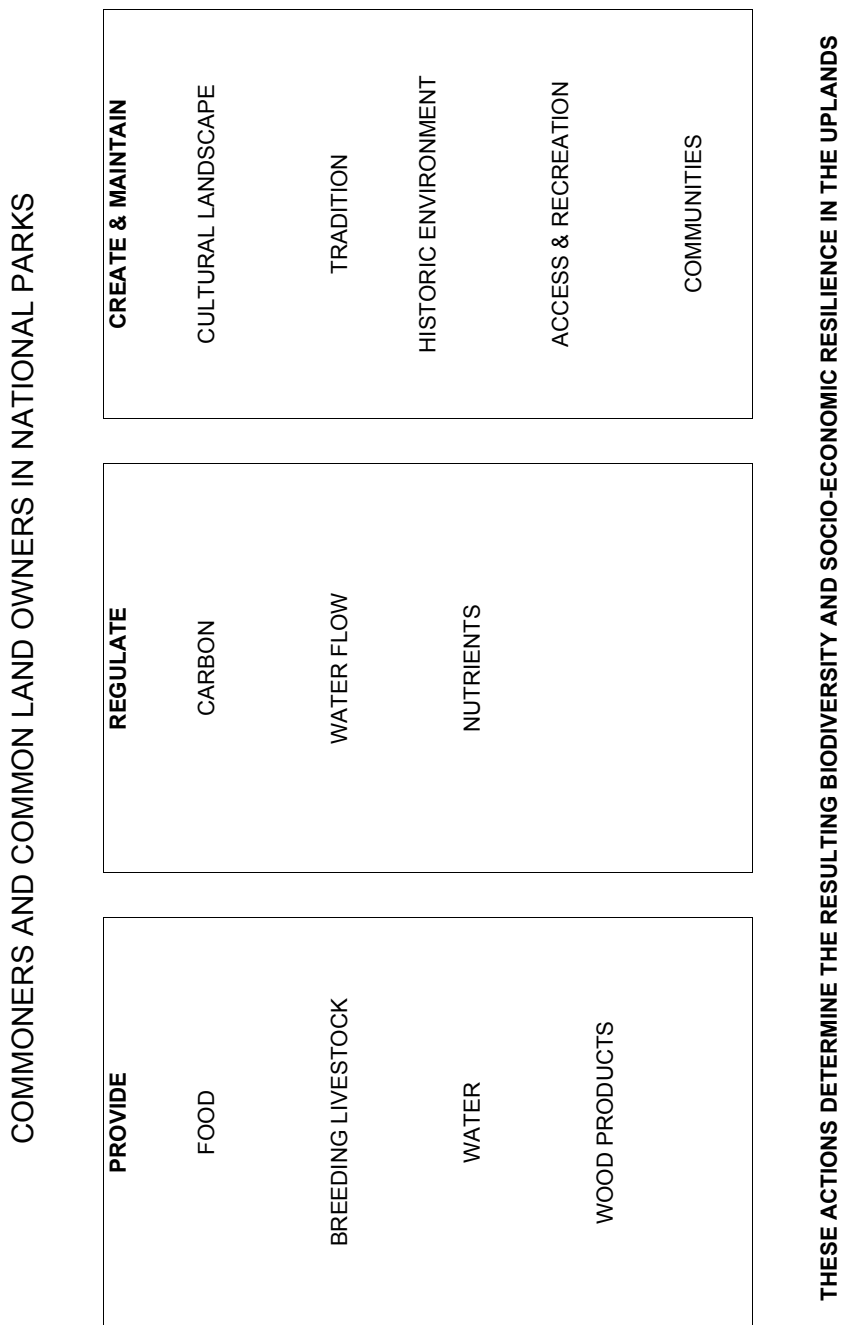 COMMONERS AND COMMON LAND OWNERS IN NATIONAL PARKS
PROVIDE
FOOD
BREEDING LIVESTOCK
WATER
WOOD PRODUCTS
REGULATE
CARBON
WATER FLOW
NUTRIENTS
CREATE & MAINTAIN
CULTURAL LANDSCAPE
TRADITION
HISTORIC ENVIRONMENT
ACCESS & RECREATION
COMMUNITIES
THESE ACTIONS DETERMINE THE RESULTING BIODIVERSITY AND SOCIO-ECONOMIC RESILIENCE IN THE UPLANDS